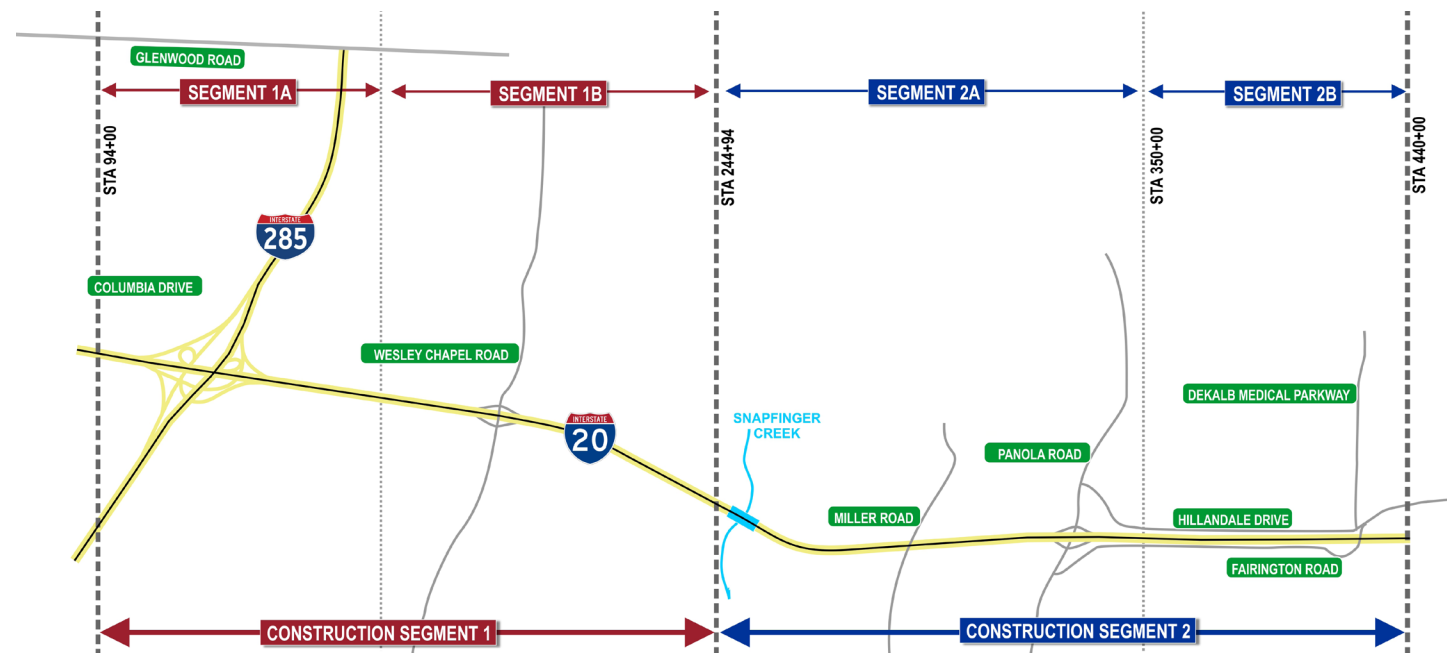 GLENWOOD ROAD
SEGMENT 1A
SEGMENT 1B
SEGMENT 2A
SEGMENT 2B
STA 94+00
STA 244+94
STA 350+00
STA 440+00
INTERSTATE
285
COLUMBIA DRIVE
WESLEY CHAPEL ROAD
DEKALB MEDICAL PARKWAY
INTERSTATE
20
SNAPFINGER
CREEK
PANOLA ROAD
MILLER ROAD
HILLANDALE DRIVE
FAIRINGTON ROAD
CONSTRUCTION SEGMENT 1
CONSTRUCTION SEGMENT 2